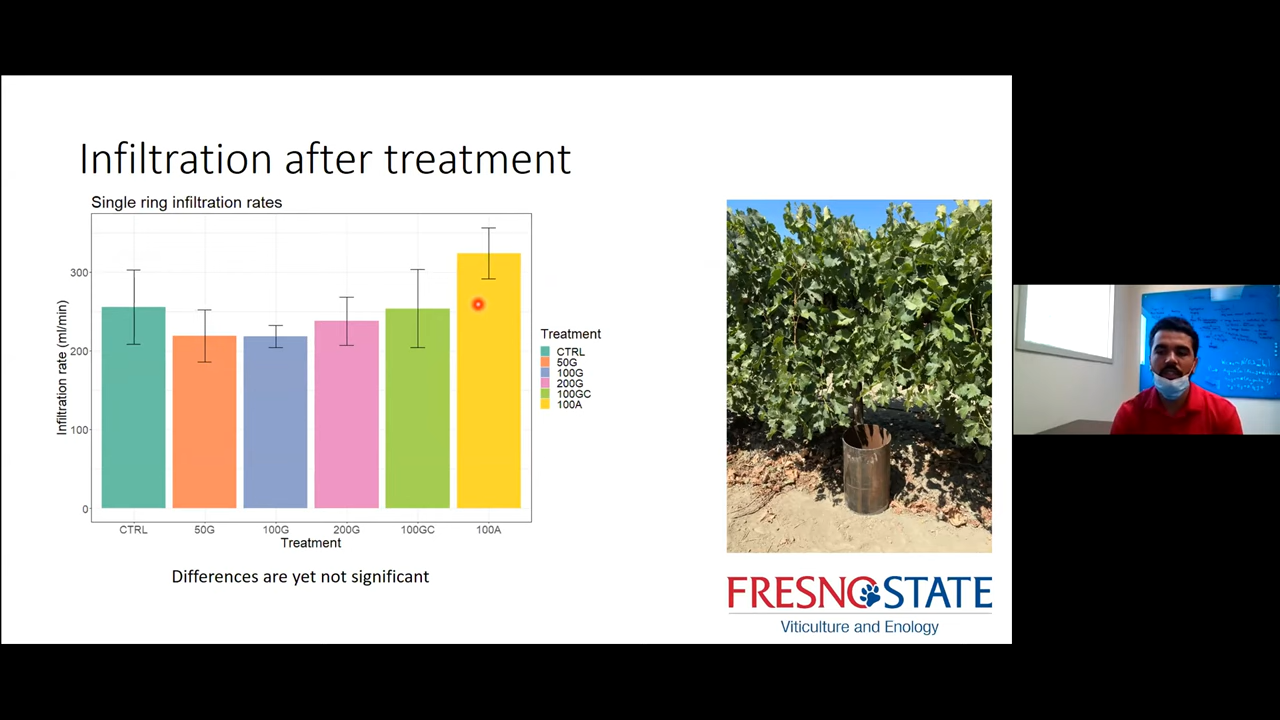 Infiltration after treatment
Single ring infiltration rates
Infiltration rate (ml/min)
300
200
100
0
CTRL 50G 100G 200G 100GC 100A
Treatment
Treatment
CTRL
50G
100G
200G
100GC
100A
Differences are yet not significant
FRESNO STATE
Viticulture and Enology